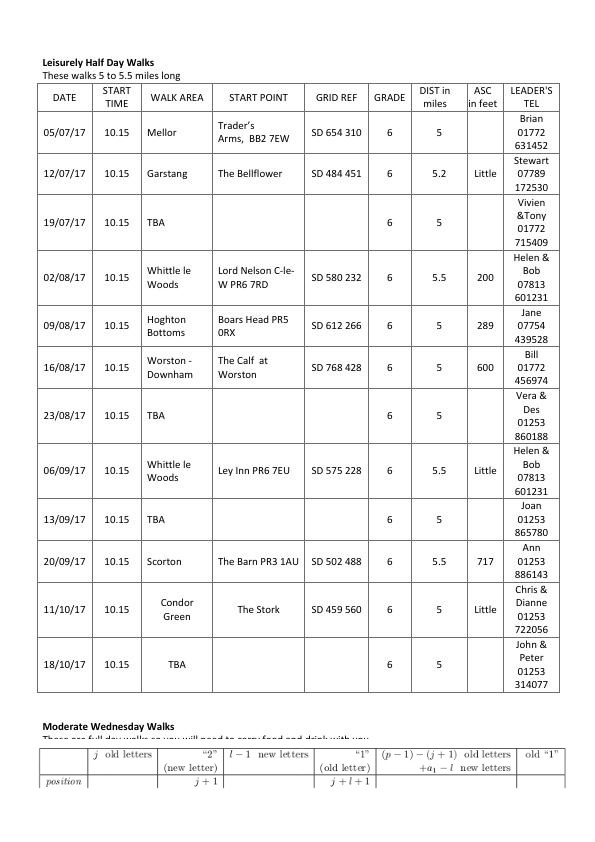 Leisurely Half Day Walks
These walks 5 to 5.5 miles long
DATE START TIME WALK AREA START POINT GRID REF GRADE DIST in miles ASC in feet LEADER'S TEL
05/07/17 10.15 Mellor Trader’s Arms, BB2 7EW SD 654 310 6 5 Brian 01772 631452
12/07/17 10.15 Garstang The Bellflower SD 484 451 6 5.2 Little Stewart 07789 172530
19/07/17 10.15 TBA 6 5 Vivien &Tony 01772 715409
02/08/17 10.15 Whittle le Woods Lord Nelson C-le-W PR6 7RD SD 580 232 6 5.5 200 Helen & Bob 07813 601231
09/08/17 10.15 Hoghton Bottoms Boars Head PR5 0RX SD 612 266 6 5 289 Jane 07754 439528
16/08/17 10.15 Worston - Downham The Calf at Worston SD 768 428 6 5 600 Bill 01772 456974
23/08/17 10.15 TBA 6 5 Vera & Des 01253 860188
06/09/17 10.15 Whittle le Woods Ley Inn PR6 7EU SD 575 228 6 5.5 Little Helen & Bob 07813 601231
13/09/17 10.15 TBA 6 5 Joan 01253 865780
20/09/17 10.15 Scorton The Barn PR3 1AU SD 502 488 6 5.5 717 Ann 01253 886143
11/10/17 10.15 Condor Green The Stork SD 459 560 6 5 Little Chris & Dianne 01253 722056
18/10/17 10.15 TBA 6 5 John & Peter 01253 314077
Moderate Wednesday Walks
j old letters “2” (new letter) l − 1 new letters “1” (old letter) (p − 1) − (j + 1) old letters +a₁ − l new letters old “1”
position j + 1 j + l + 1